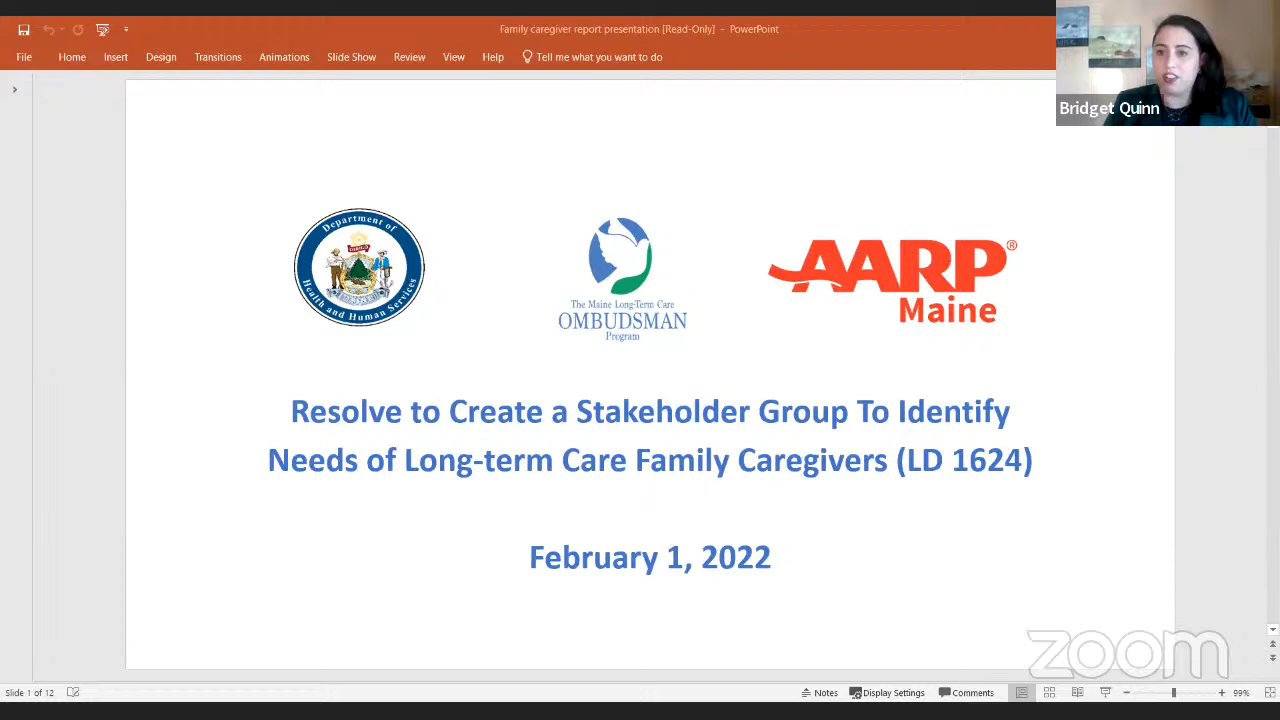 Family caregiver report presentation [Read-Only] - PowerPoint
File Home Insert Design Transitions Animations Slide Show Review View Help Tell me what you want to do
Bridget Quinn
Department of
Health and Human Services
The Maine Long-Term Care
OMBUDSMAN
Program
AARP®
Maine
Resolve to Create a Stakeholder Group To Identify
Needs of Long-term Care Family Caregivers (LD 1624)
February 1, 2022
zoom
Slide 1 of 12 Notes Display Settings Comments 99%